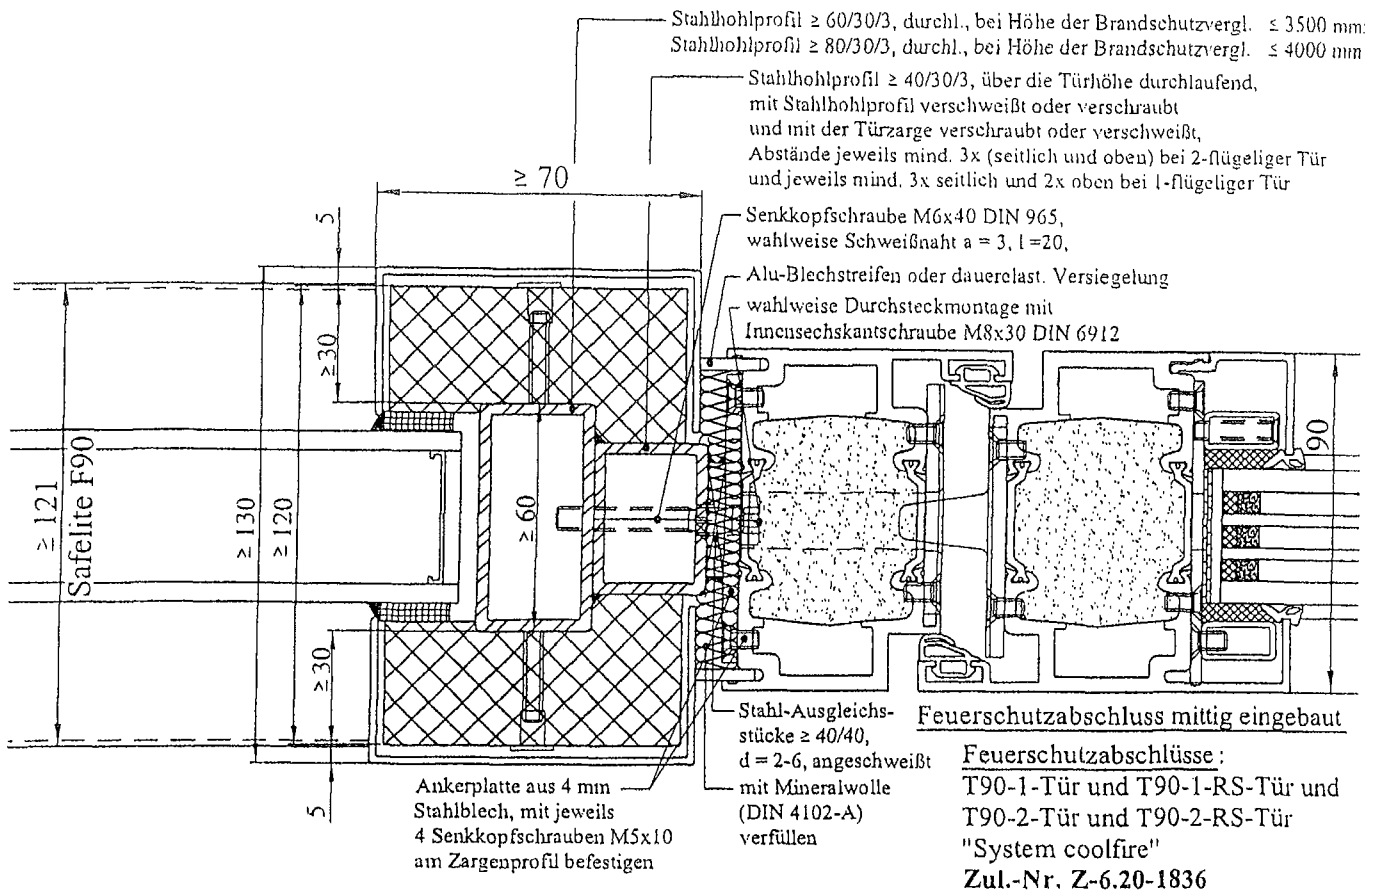 Stahlhohlprofil ≥ 60/30/3, durchl., bei Höhe der Brandschutzvergl. ≤ 3500 mm
Stahlhohlprofil ≥ 80/30/3, durchl., bei Höhe der Brandschutzvergl. ≤ 4000 mm
Stahlhohlprofil ≥ 40/30/3, über die Türhöhe durchlaufend,
mit Stahlhohlprofil verschweißt oder verschraubt
und mit der Türzarge verschraubt oder verschweißt,
Abstände jeweils mind. 3x (seitlich und oben) bei 2-flügeliger Tür
und jeweils mind. 3x seitlich und 2x oben bei 1-flügeliger Tür
≥ 70
5
Senkkopfschraube M6x40 DIN 965,
wahlweise Schweißnaht a = 3, l =20,
Alu-Blechstreifen oder dauerelast. Versiegelung
wahlweise Durchsteckmontage mit
Innensechskantschraube M8x30 DIN 6912
≥30
≥ 121
Safelite F90
≥ 130
≥ 120
≥ 60
90
≥30
5
Stahl-Ausgleichs-
stücke ≥ 40/40,
d = 2-6, angeschweißt
mit Mineralwolle
(DIN 4102-A)
verfüllen
Ankerplatte aus 4 mm
Stahlblech, mit jeweils
4 Senkkopfschrauben M5x10
am Zargenprofil befestigen
Feuerschutzabschluss mittig eingebaut
Feuerschutzabschlüsse :
T90-1-Tür und T90-1-RS-Tür und
T90-2-Tür und T90-2-RS-Tür
"System coolfire"
Zul.-Nr. Z-6.20-1836